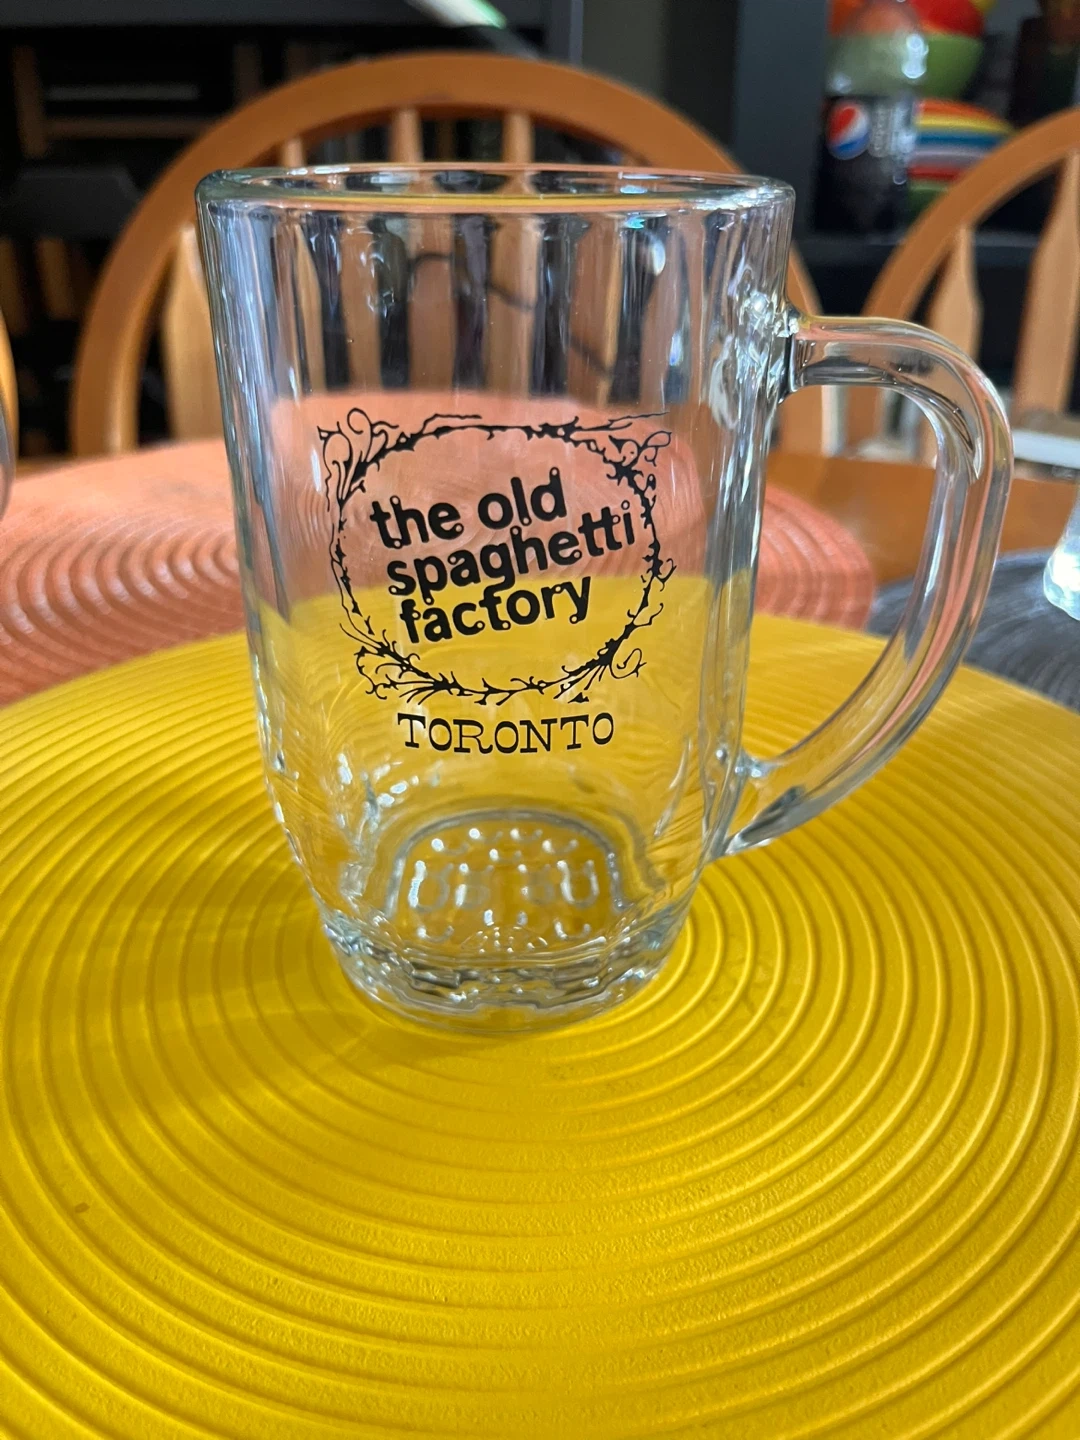 the old
spaghetti
factory
TORONTO